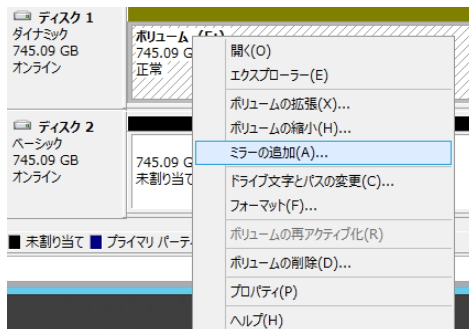 ディスク 1
ダイナミック
745.09 GB
オンライン
ボリューム (E:)
745.09 G
正常
ディスク 2
ベーシック
745.09 GB
オンライン
745.09 G
未割り当て
未割り当て プライマリ パーテ
開く(O)
エクスプローラー(E)
ボリュームの拡張(X)...
ボリュームの縮小(H)...
ミラーの追加(A)...
ドライブ文字とパスの変更(C)...
フォーマット(F)...
ボリュームの再アクティブ化(R)
ボリュームの削除(D)...
プロパティ(P)
ヘルプ(H)